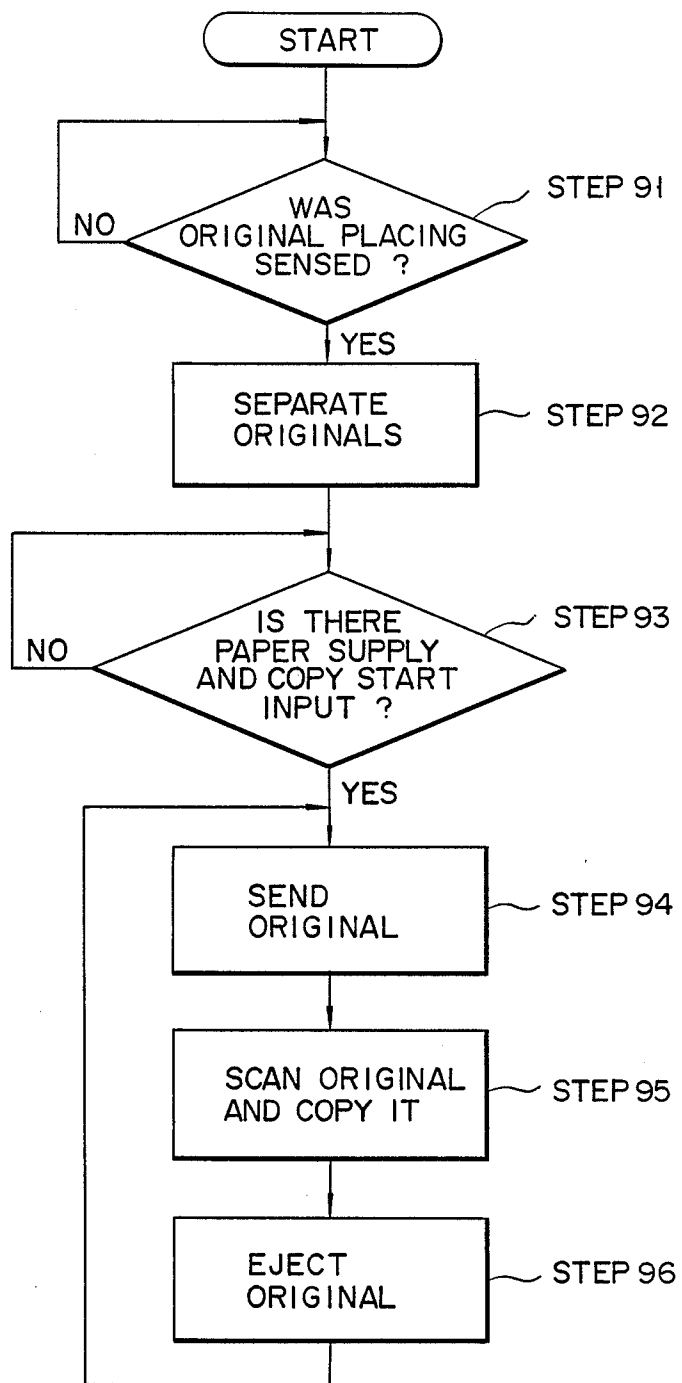 START
STEP 91
WAS
ORIGINAL PLACING
SENSED ?
NO
YES
SEPARATE
ORIGINALS
STEP 92
STEP 93
IS THERE
PAPER SUPPLY
AND COPY START
INPUT ?
NO
YES
SEND
ORIGINAL
STEP 94
SCAN ORIGINAL
AND COPY IT
STEP 95
EJECT
ORIGINAL
STEP 96